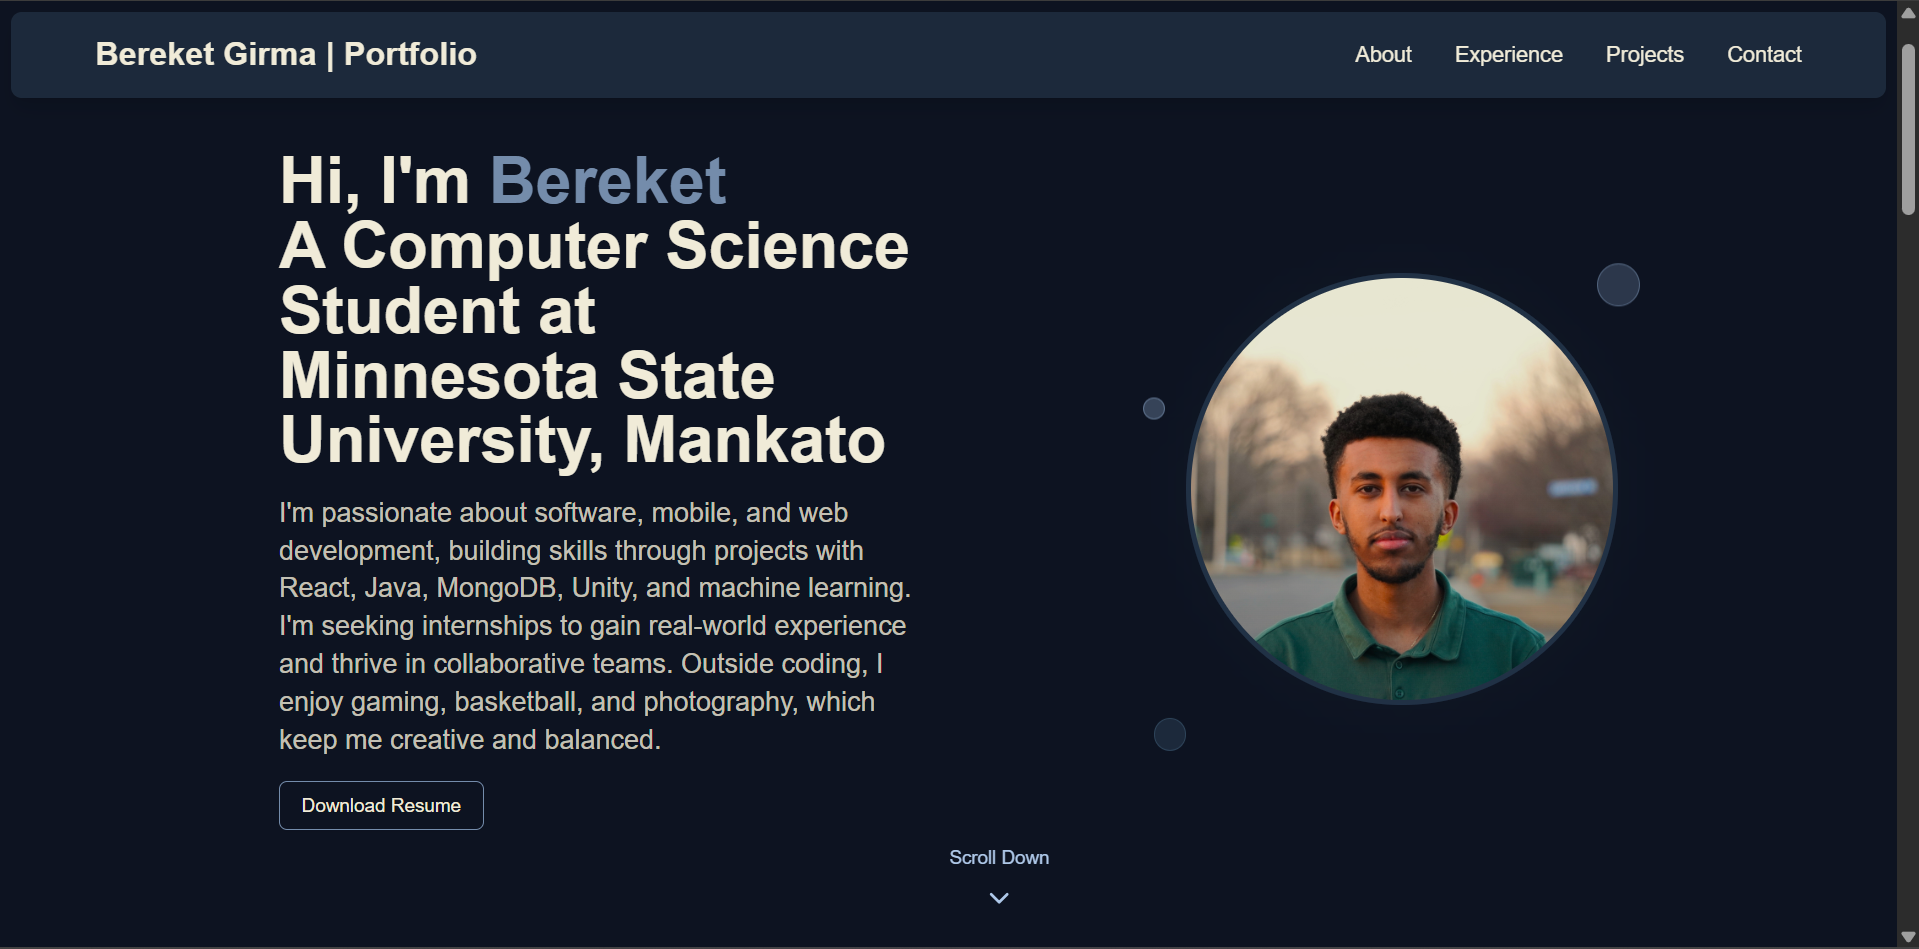 Bereket Girma | Portfolio
About
Experience
Projects
Contact
Hi, I'm Bereket
A Computer Science
Student at
Minnesota State
University, Mankato
I'm passionate about software, mobile, and web
development, building skills through projects with
React, Java, MongoDB, Unity, and machine learning.
I'm seeking internships to gain real-world experience
and thrive in collaborative teams. Outside coding, I
enjoy gaming, basketball, and photography, which
keep me creative and balanced.
Download Resume
Scroll Down